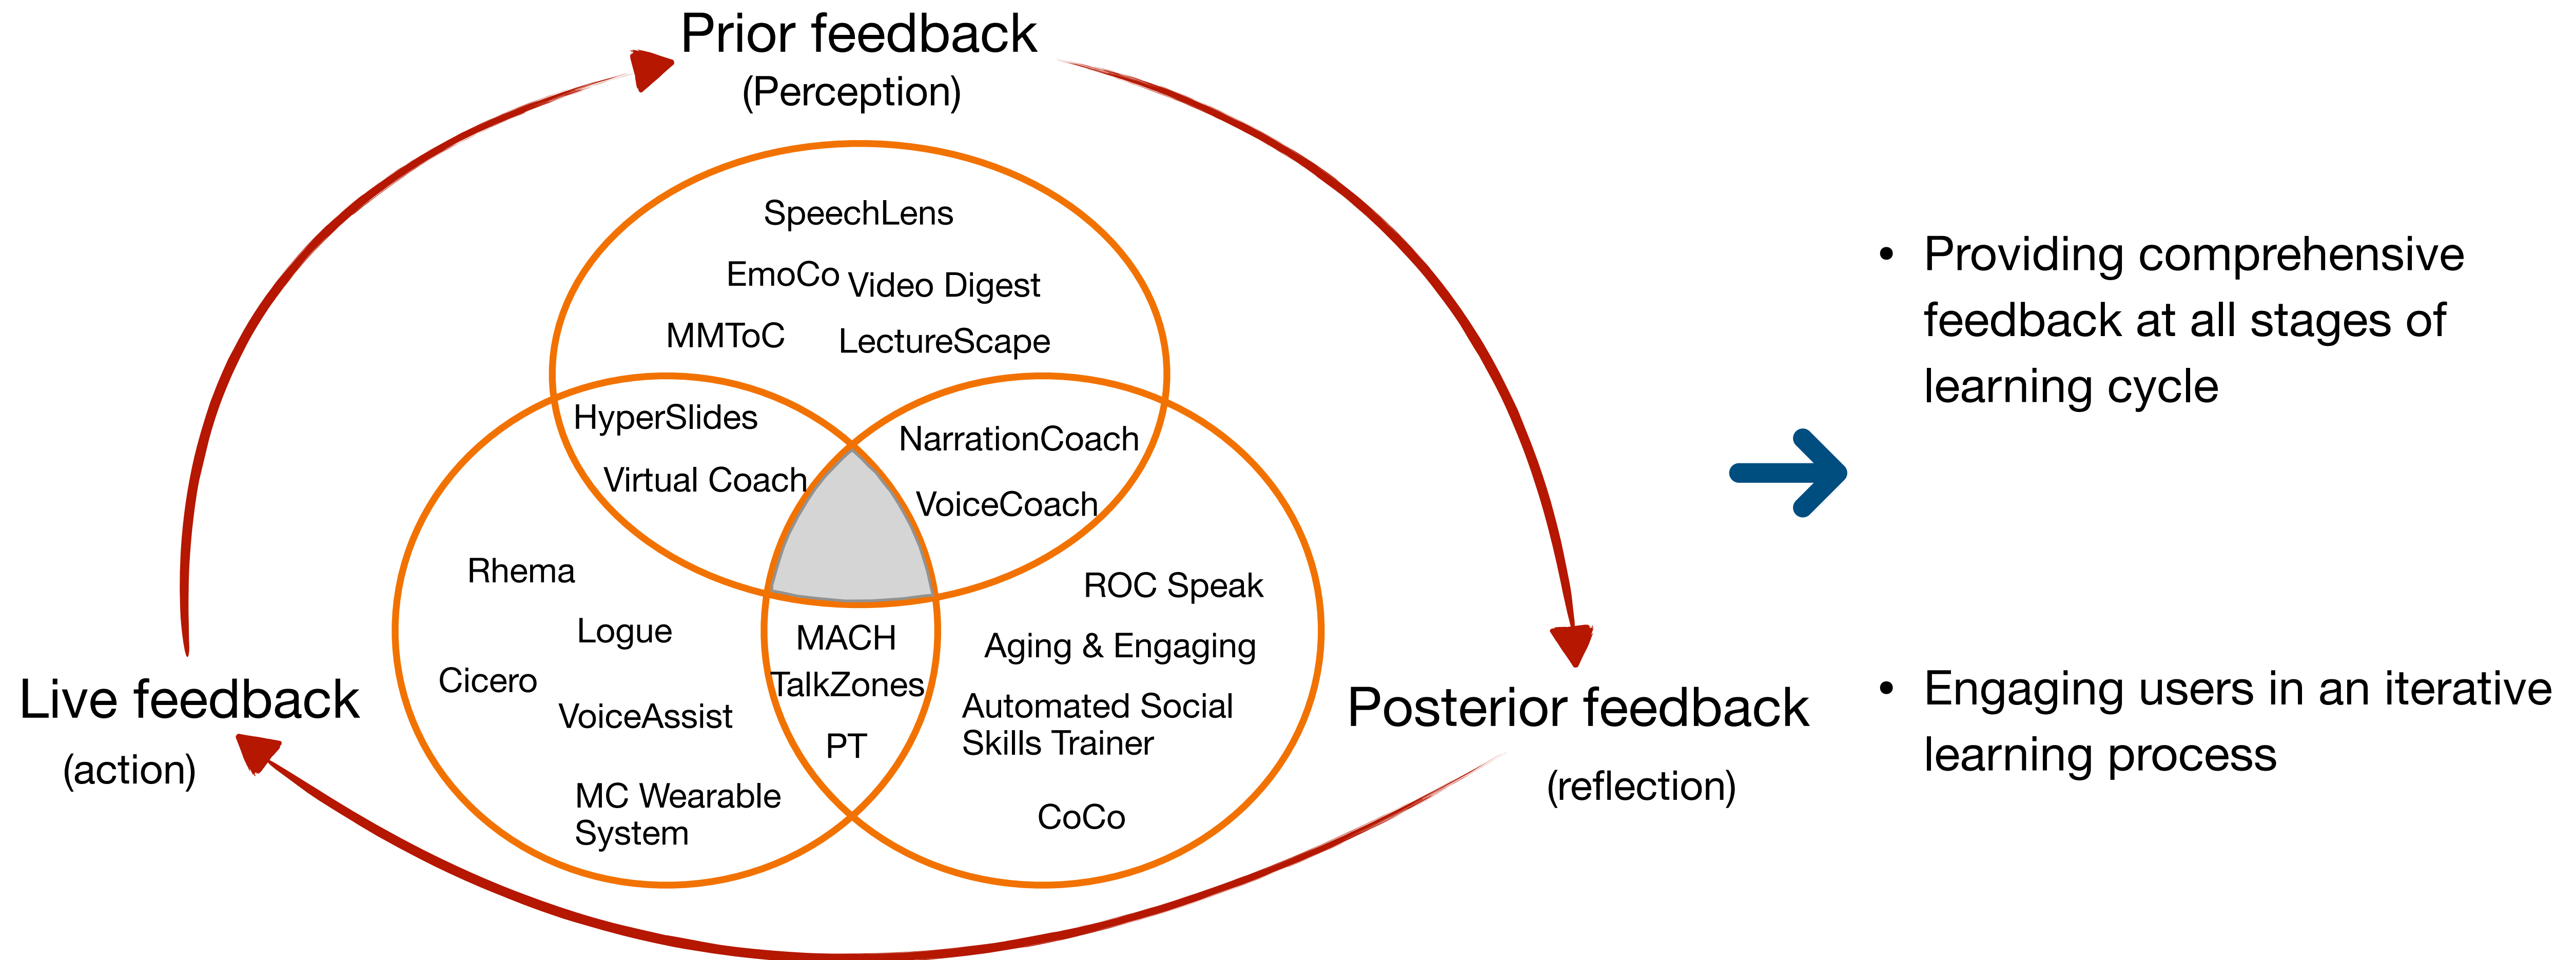 Prior feedback
(Perception)
SpeechLens
EmoCo
Video Digest
MMToC
LectureScape
HyperSlides
NarrationCoach
Virtual Coach
VoiceCoach
Rhema
ROC Speak
Logue
MACH
Aging & Engaging
Cicero
TalkZones
VoiceAssist
Automated Social
Skills Trainer
PT
MC Wearable
System
CoCo
Live feedback
(action)
Posterior feedback
(reflection)
• Providing comprehensive
feedback at all stages of
learning cycle
• Engaging users in an iterative
learning process